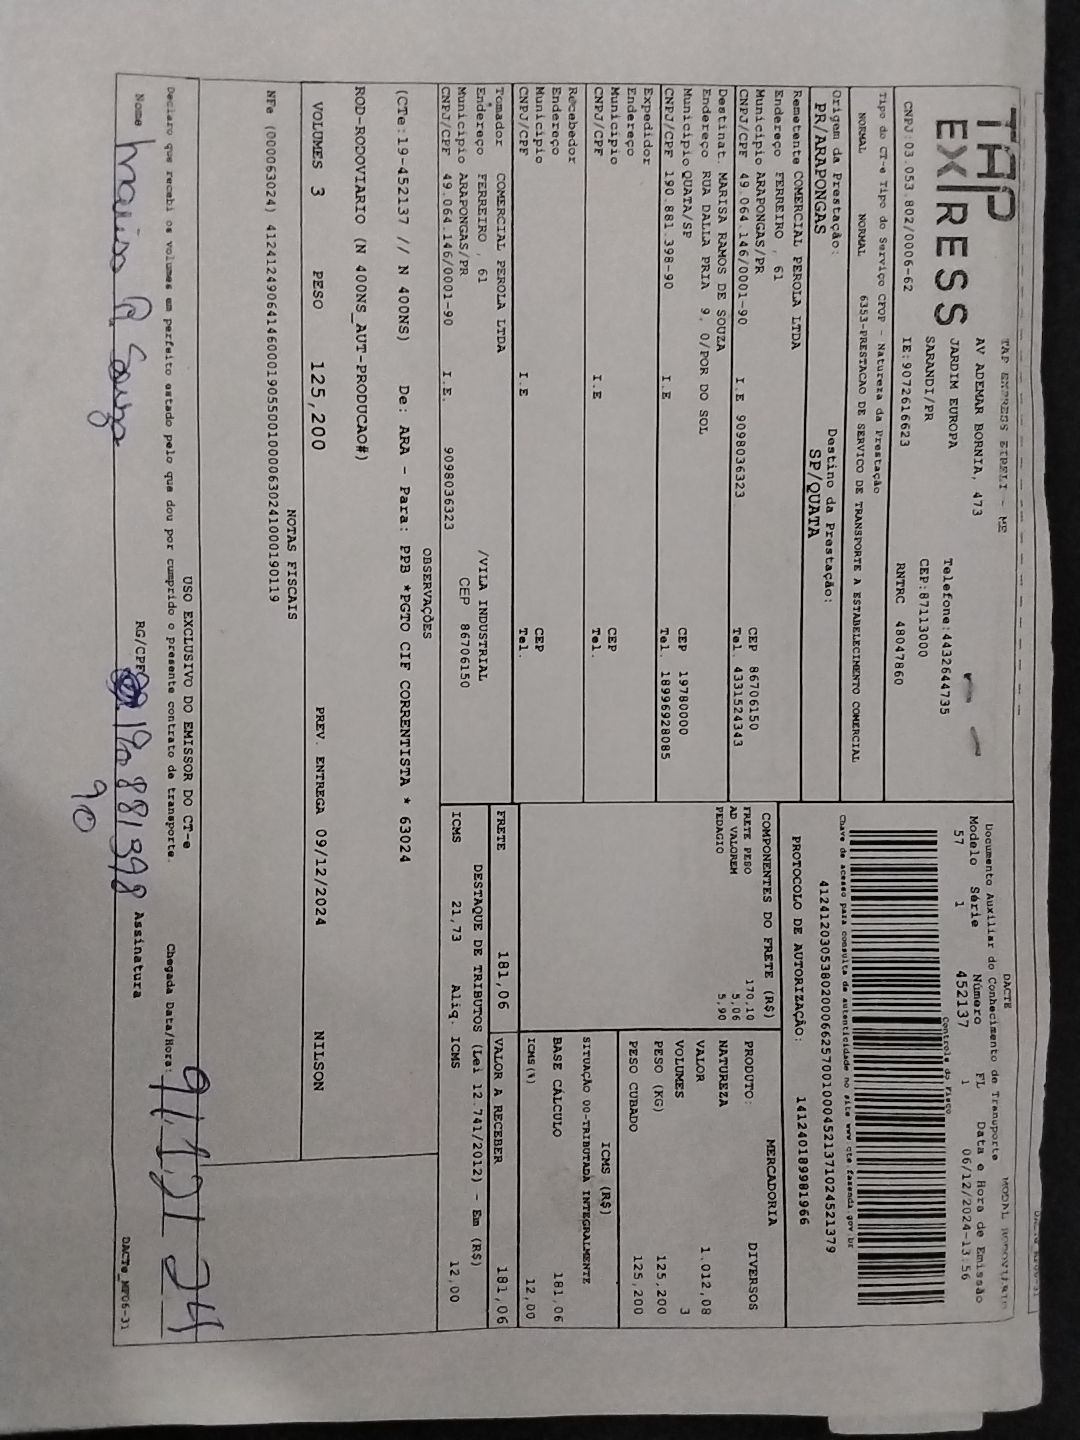 TAP EXPRESS
TAP EXPRESS EIRELI - ME
AV ADEMAR BORNIA, 473
JARDIM EUROPA
SARANDI/PR
Telefone:4432644735
CEP:87113000
CNPJ:03.053.802/0006-62 IE:9072616623 RNTRC 48047860
DACTE
Documento Auxiliar do Conhecimento de Transporte MODAL RODOVIARIO
Modelo Série Número FL Data e Hora de Emissão
57 1 452137 1 06/12/2024-13:56
Controle do Fisco
Chave de acesso para consulta de autenticidade no site www.cte.fazenda.gov.br
PROTOCOLO DE AUTORIZAÇÃO: 141240189981966
Tipo do CT-e Tipo do Serviço CFOP - Natureza da Prestação
NORMAL NORMAL 6353-PRESTACAO DE SERVICO DE TRANSPORTE A ESTABELECIMENTO COMERCIAL
Origem da Prestação: Destino da Prestação:
PR/ARAPONGAS SP/QUATA
Remetente COMERCIAL PEROLA LTDA
Endereço FERREIRO , 61
Município ARAPONGAS/PR CEP 86706150
CNPJ/CPF 49.064.146/0001-90 I.E 9098036323 Tel. 4331524343
Destinat. MARISA RAMOS DE SOUZA
Endereço RUA DALLA PRIA 9, 0/POR DO SOL
Município QUATA/SP CEP 19780000
CNPJ/CPF 190.881.398-90 I.E Tel. 18996928085
Expedidor
Endereço
Município CEP
CNPJ/CPF I.E Tel.
Recebedor
Endereço
Município CEP
CNPJ/CPF I.E Tel.
Tomador COMERCIAL PEROLA LTDA
Endereço FERREIRO , 61 /VILA INDUSTRIAL
Município ARAPONGAS/PR CEP 86706150
CNPJ/CPF 49.064.146/0001-90 I.E. 9098036323
COMPONENTES DO FRETE (R$)
FRETE PESO 170,10
AD VALOREM 5,06
PEDAGIO 5,90
MERCADORIA
PRODUTO: DIVERSOS
NATUREZA
VALOR 1.012,08
VOLUMES 3
PESO (KG) 125,200
PESO CUBADO 125,200
ICMS (R$)
SITUAÇÃO 00-TRIBUTADA INTEGRALMENTE
BASE CALCULO 181,06
ICMS(%) 12,00
FRETE 181,06 VALOR A RECEBER 181,06
DESTAQUE DE TRIBUTOS (Lei 12.741/2012) - Em (R$)
ICMS 21,73 Aliq. ICMS 12,00
OBSERVAÇÕES
(CTe:19-452137 // N 400NS) De: ARA - Para: PPB *PGTO CIF CORRENTISTA * 63024
ROD-RODOVIARIO (N 400NS_AUT-PRODUCAO#)
VOLUMES 3 PESO 125,200 PREV. ENTREGA 09/12/2024 NILSON
NOTAS FISCAIS
USO EXCLUSIVO DO EMISSOR DO CT-e
Declaro que recebi os volumes em perfeito estado pelo que dou por cumprido o presente contrato de transporte. Chegada Data/Hora: 9/12/24
Nome Marisa R Souza RG/CPF 190881398 Assinatura
90
DACTe_MP06-31